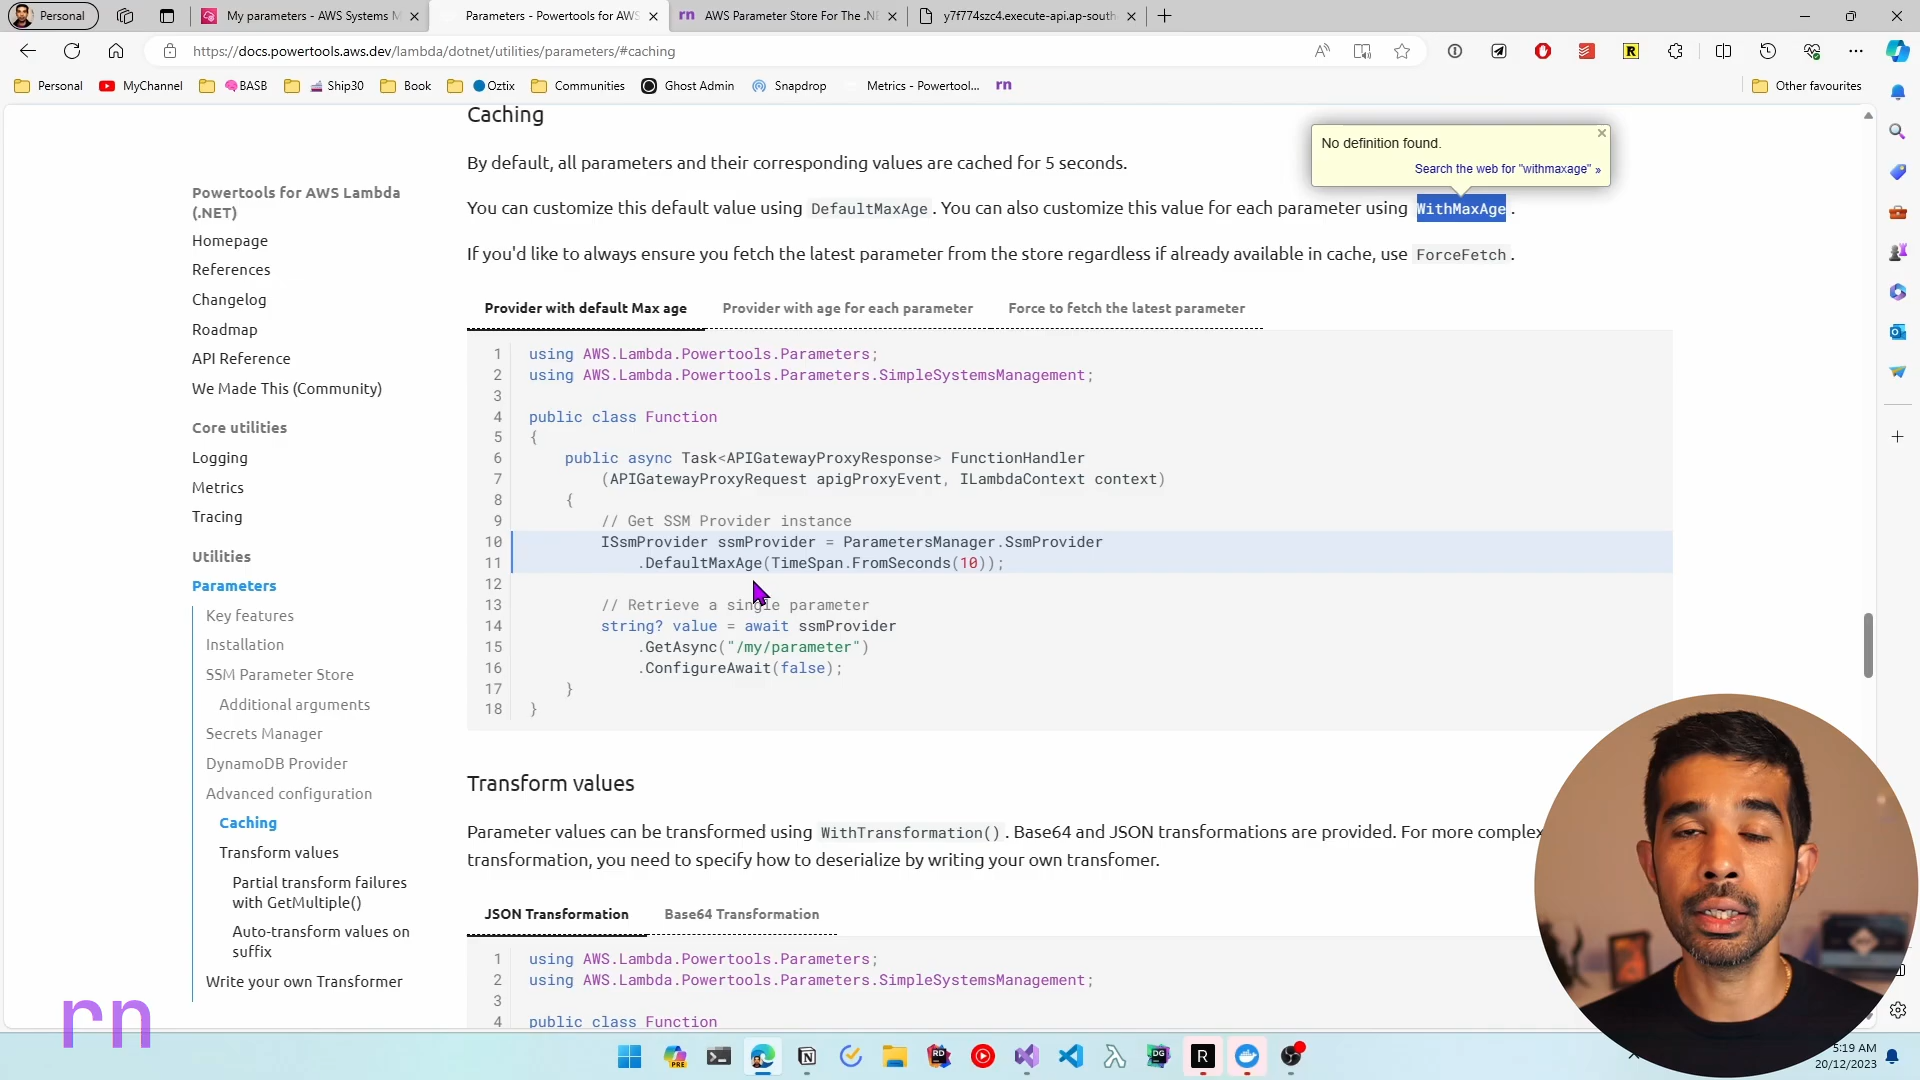 Personal
My parameters - AWS Systems M
Parameters - Powertools for AWS
rn AWS Parameter Store For The .NE
y7f774szc4.execute-api.ap-south
https://docs.powertools.aws.dev/lambda/dotnet/utilities/parameters/#caching
Personal
MyChannel
BASB
Ship30
Book
Oztix
Communities
Ghost Admin
Snapdrop
Metrics - Powertool...
rn
Other favourites
Caching
By default, all parameters and their corresponding values are cached for 5 seconds.
No definition found.
Search the web for "withmaxage" »
You can customize this default value using DefaultMaxAge. You can also customize this value for each parameter using WithMaxAge.
If you'd like to always ensure you fetch the latest parameter from the store regardless if already available in cache, use ForceFetch.
Powertools for AWS Lambda
(.NET)
Homepage
References
Changelog
Roadmap
API Reference
We Made This (Community)
Core utilities
Logging
Metrics
Tracing
Utilities
Parameters
Key features
Installation
SSM Parameter Store
Additional arguments
Secrets Manager
DynamoDB Provider
Advanced configuration
Caching
Transform values
Partial transform failures
with GetMultiple()
Auto-transform values on
suffix
Write your own Transformer
Provider with default Max age
Provider with age for each parameter
Force to fetch the latest parameter
1 using AWS.Lambda.Powertools.Parameters;
2 using AWS.Lambda.Powertools.Parameters.SimpleSystemsManagement;
3
4 public class Function
5 {
6 public async Task<APIGatewayProxyResponse> FunctionHandler
7 (APIGatewayProxyRequest apigProxyEvent, ILambdaContext context)
8 {
9 // Get SSM Provider instance
10 ISsmProvider ssmProvider = ParametersManager.SsmProvider
11 .DefaultMaxAge(TimeSpan.FromSeconds(10));
12
13 // Retrieve a single parameter
14 string? value = await ssmProvider
15 .GetAsync("/my/parameter")
16 .ConfigureAwait(false);
17 }
18 }
Transform values
Parameter values can be transformed using WithTransformation(). Base64 and JSON transformations are provided. For more complex
transformation, you need to specify how to deserialize by writing your own transfomer.
JSON Transformation
Base64 Transformation
1 using AWS.Lambda.Powertools.Parameters;
2 using AWS.Lambda.Powertools.Parameters.SimpleSystemsManagement;
3
4 public class Function
rn
PRE
RD
DG
R
5:19 AM
20/12/2023